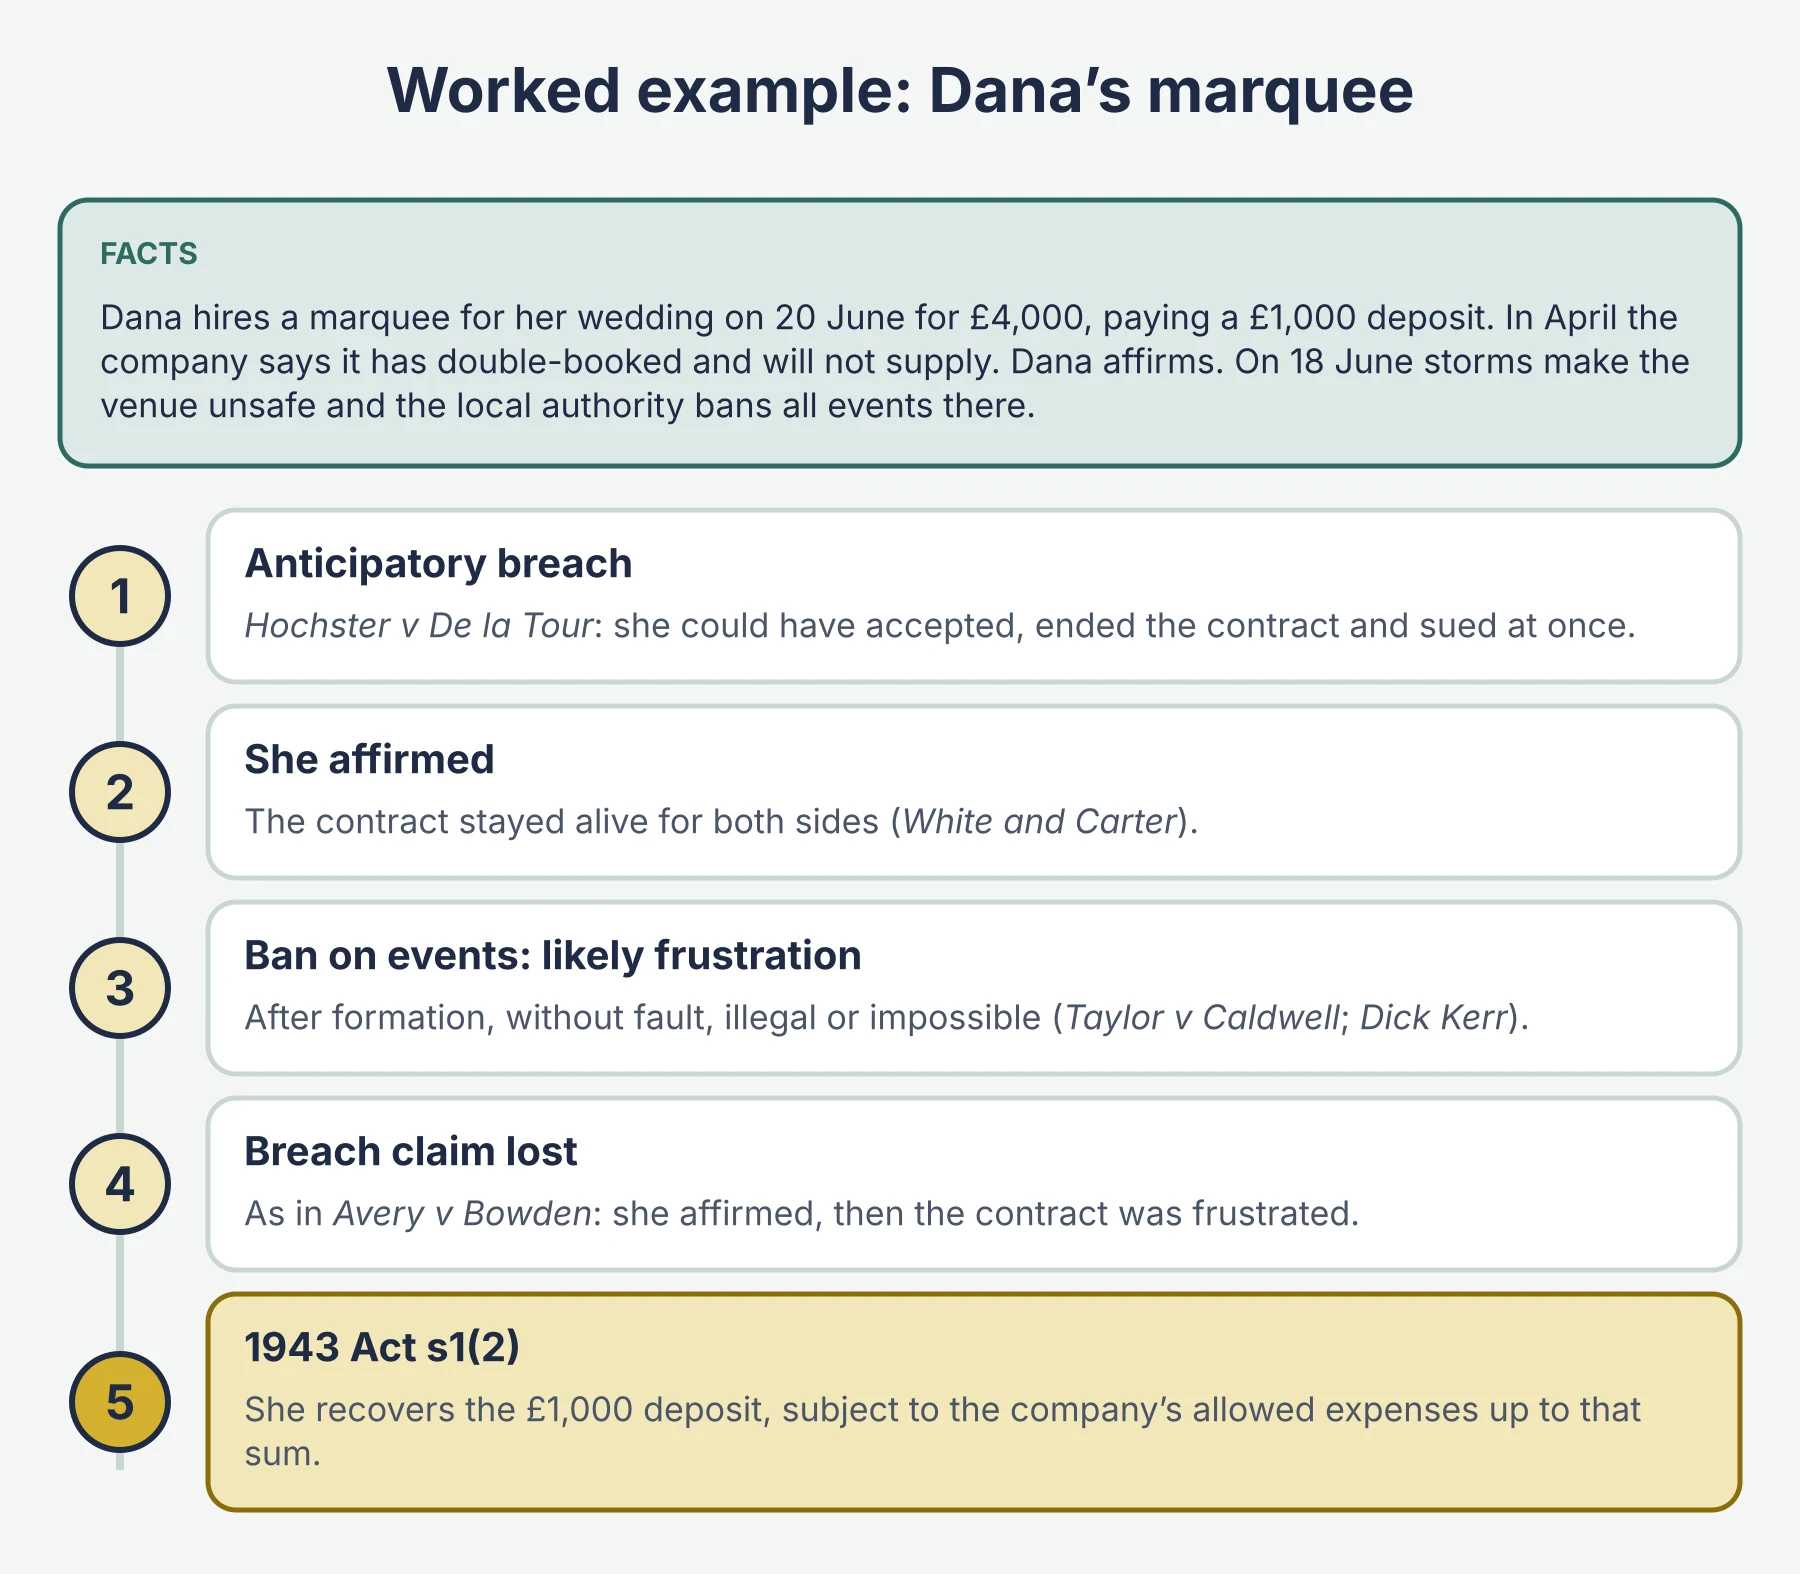 Worked example: Dana’s marquee
FACTS
Dana hires a marquee for her wedding on 20 June for £4,000, paying a £1,000 deposit. In April the
company says it has double-booked and will not supply. Dana affirms. On 18 June storms make the
venue unsafe and the local authority bans all events there.
1
Anticipatory breach
Hochster v De la Tour: she could have accepted, ended the contract and sued at once.
2
She affirmed
The contract stayed alive for both sides (White and Carter).
3
Ban on events: likely frustration
After formation, without fault, illegal or impossible (Taylor v Caldwell; Dick Kerr).
4
Breach claim lost
As in Avery v Bowden: she affirmed, then the contract was frustrated.
5
1943 Act s1(2)
She recovers the £1,000 deposit, subject to the company’s allowed expenses up to that
sum.